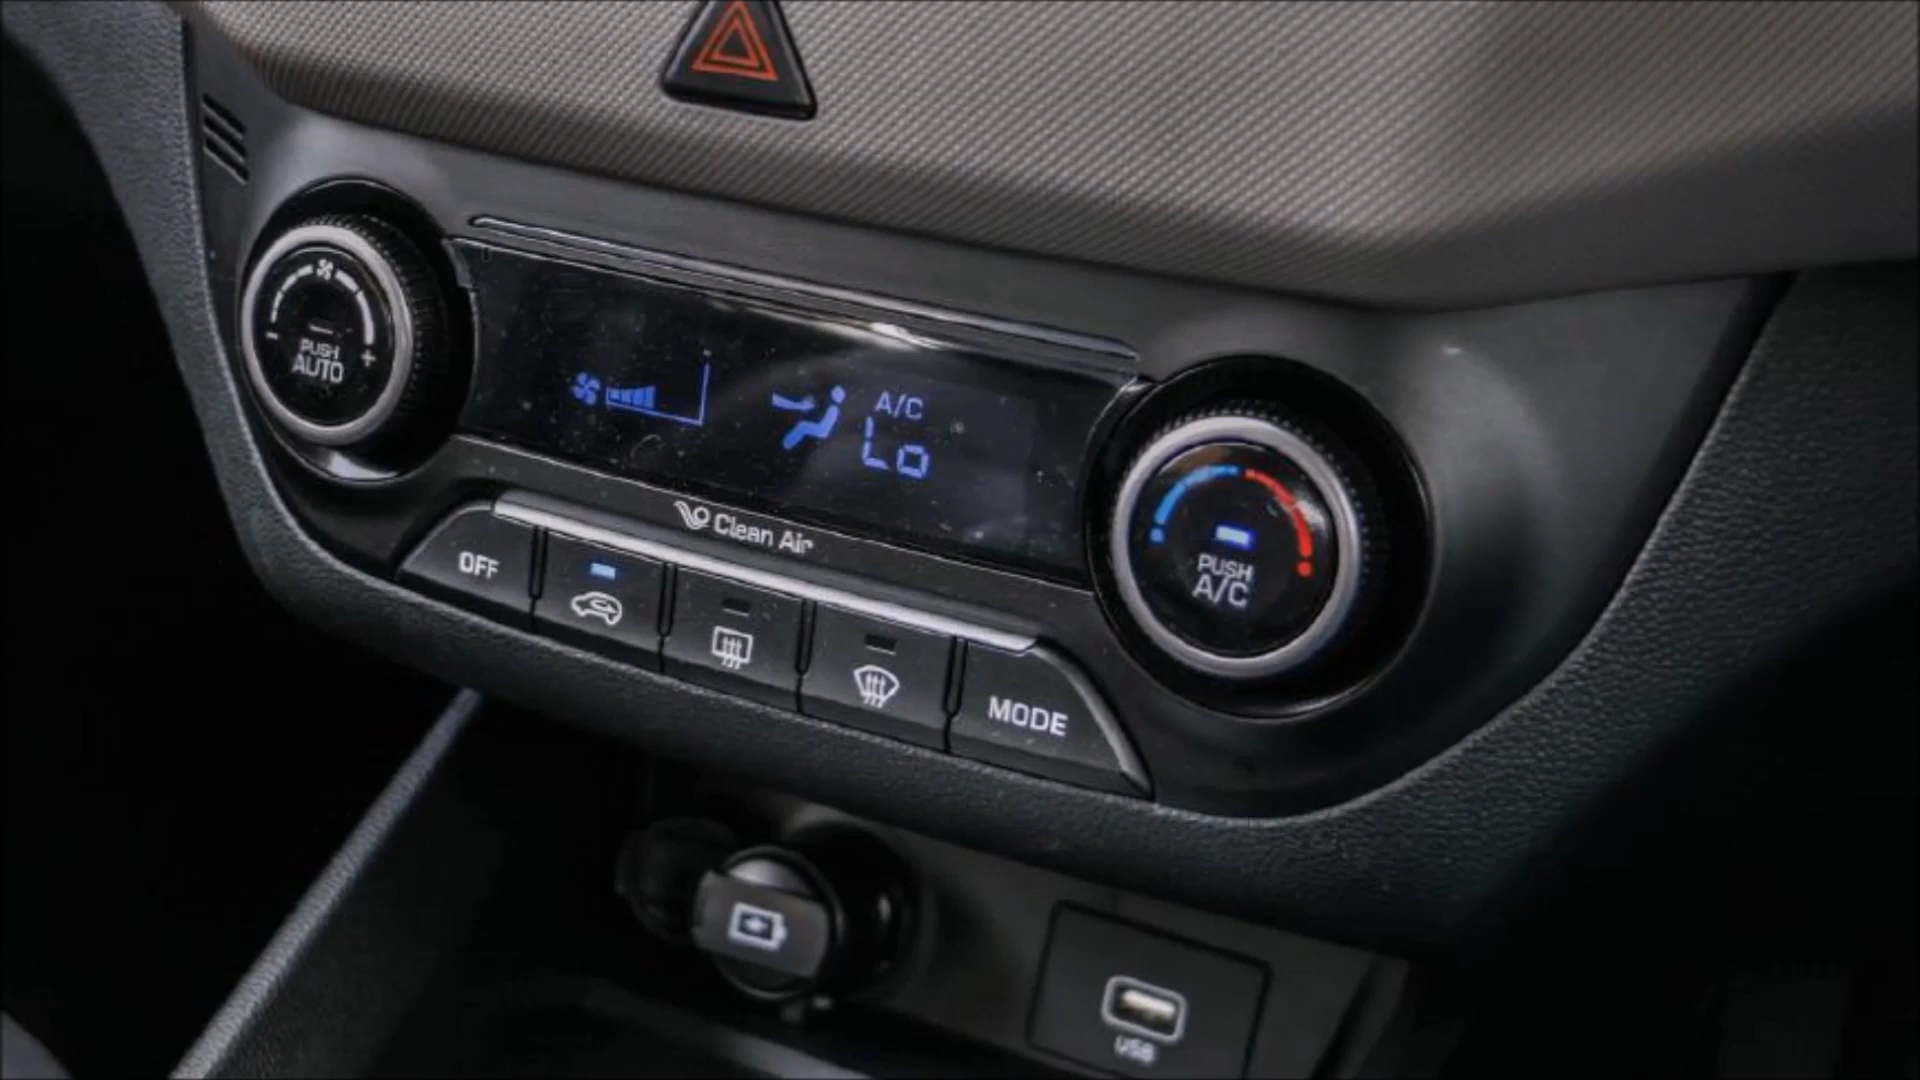 PUSH
AUTO
A/C
Lo
Clean Air
OFF
MODE
PUSH
A/C
USB